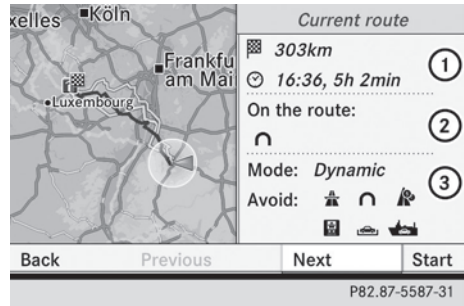 xelles
Köln
Frankfu
am Mai
Luxembourg
Current route
303km
16:36, 5h 2min
1
On the route:
2
Mode: Dynamic
Avoid:
3
Back Previous Next Start
P82.87-5587-31